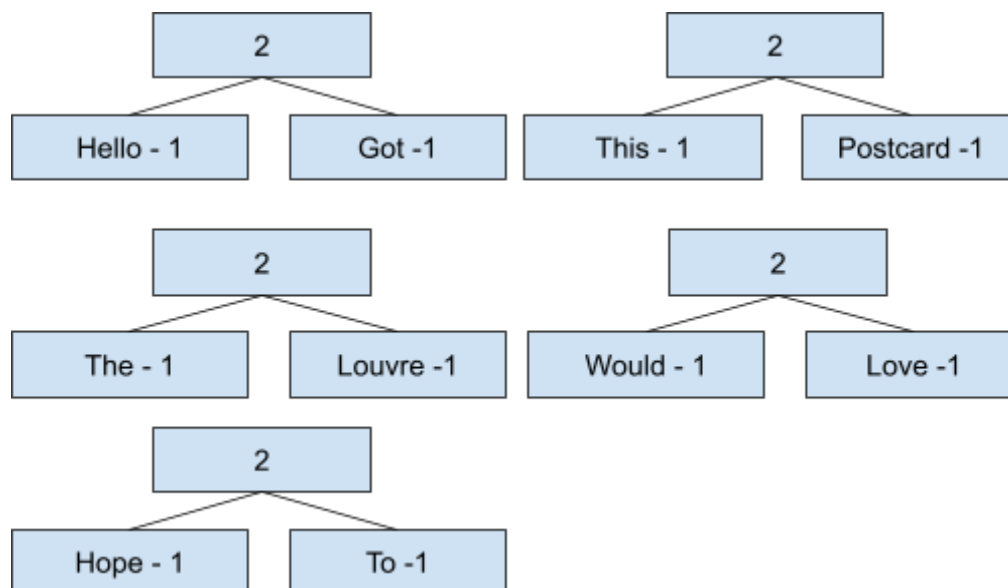 2 2
Hello - 1 Got -1 This - 1 Postcard -1
2 2
The - 1 Louvre -1 Would - 1 Love -1
2
Hope - 1 To -1